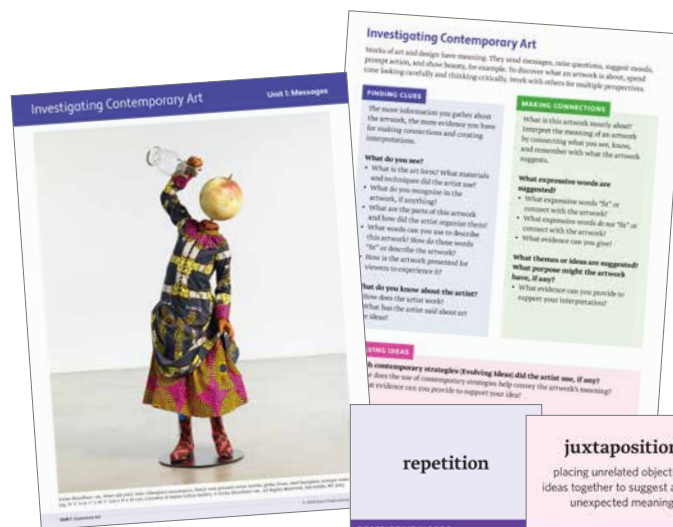 Investigating Contemporary Art
Unit 1: Messages
Investigating Contemporary Art
Works of art and design have meaning. They send messages, raise questions, suggest moods,
prompt action, and show beauty, for example. To discover what an artwork is about, spend
time looking carefully and thinking critically. Work with others for multiple perspectives.
FINDING CLUES
The more information you gather about
the artwork, the more evidence you have
for making connections and creating
interpretations.
What do you see?
• What is the art form? What materials
and techniques did the artist use?
• What do you recognize in the
artwork, if anything?
• What are the parts of this artwork
and how did the artist organize them?
• What words can you use to describe
this artwork? How do those words
"fit" or describe the artwork?
• How is the artwork presented for
viewers to experience it?
hat do you know about the artist?
How does the artist work?
What has the artist said about art
r ideas?
MAKING CONNECTIONS
What is this artwork mostly about?
Interpret the meaning of an artwork
by connecting what you see, know,
and remember with what the artwork
suggests.
What expressive words are
suggested?
• What expressive words "fit" or
connect with the artwork?
• What expressive words do not "fit" or
connect with the artwork?
• What evidence can you give?
What themes or ideas are suggested?
What purpose might the artwork
have, if any?
• What evidence can you provide to
support your interpretation?
LVING IDEAS
h contemporary strategies (Evolving Ideas) did the artist use, if any?
does the use of contemporary strategies help convey the artwork's meaning?
at evidence can you provide to support your idea?
repetition
juxtaposition
placing unrelated object
ideas together to suggest a
unexpected meaning